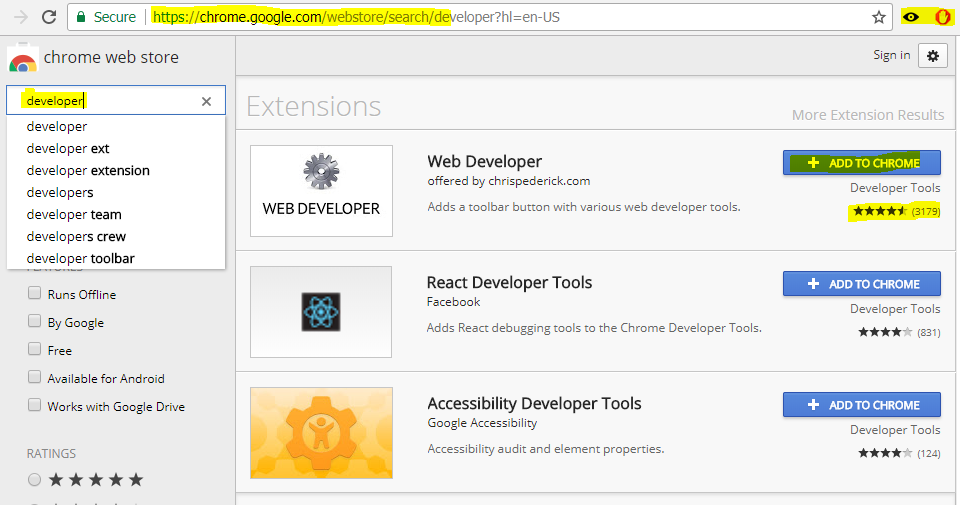 Secure https://chrome.google.com/webstore/search/developer?hl=en-US
chrome web store
Sign in
developer
developer
developer ext
developer extension
developers
developer team
developers crew
developer toolbar
FEATURES
Runs Offline
By Google
Free
Available for Android
Works with Google Drive
RATINGS
Extensions
More Extension Results
WEB DEVELOPER
Web Developer
offered by chrispederick.com
Adds a toolbar button with various web developer tools.
ADD TO CHROME
Developer Tools
(3179)
React Developer Tools
Facebook
Adds React debugging tools to the Chrome Developer Tools.
ADD TO CHROME
Developer Tools
(831)
Accessibility Developer Tools
Google Accessibility
Accessibility audit and element properties.
ADD TO CHROME
Developer Tools
(124)